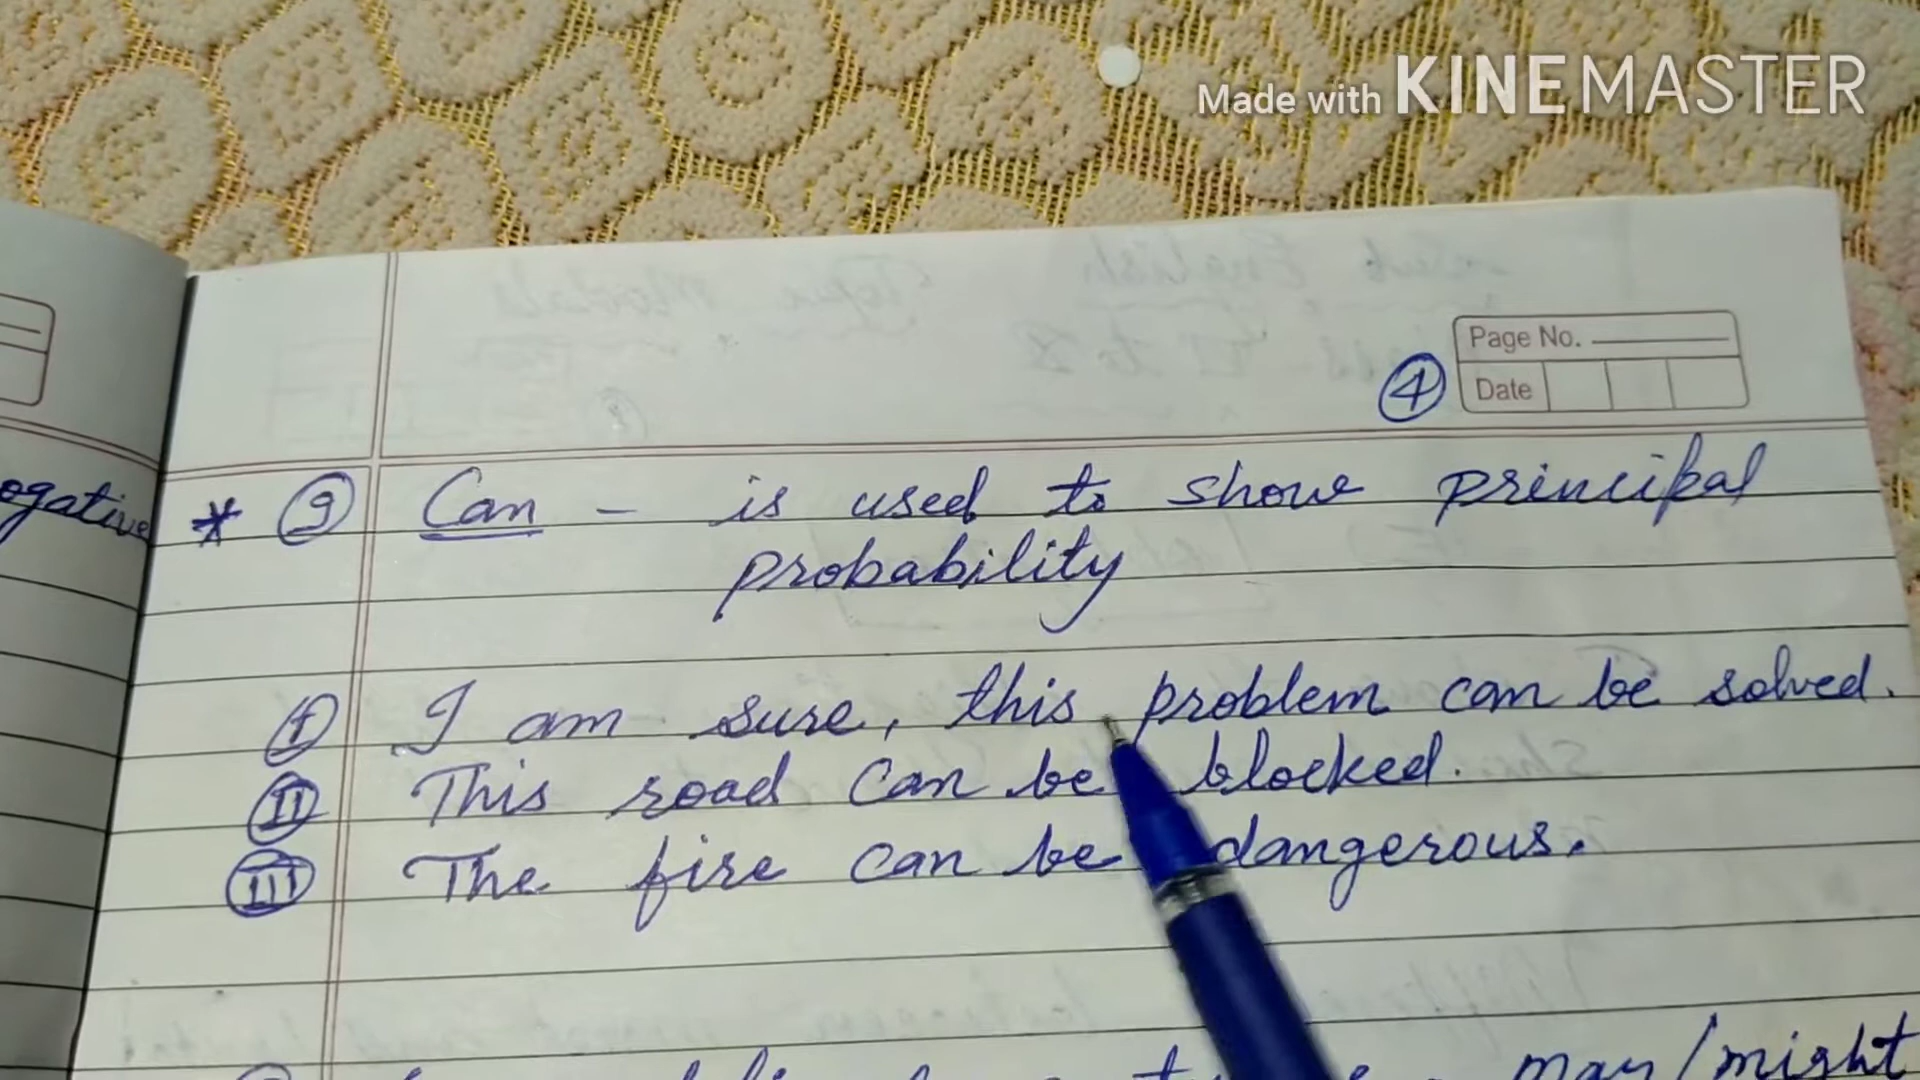 Made with KINEMASTER
Page No.
4
Date
ogative
* 9 Can - is used to show principal
probability
I I am sure, this problem can be solved.
II This road can be blocked.
III The fire can be dangerous.
may/might